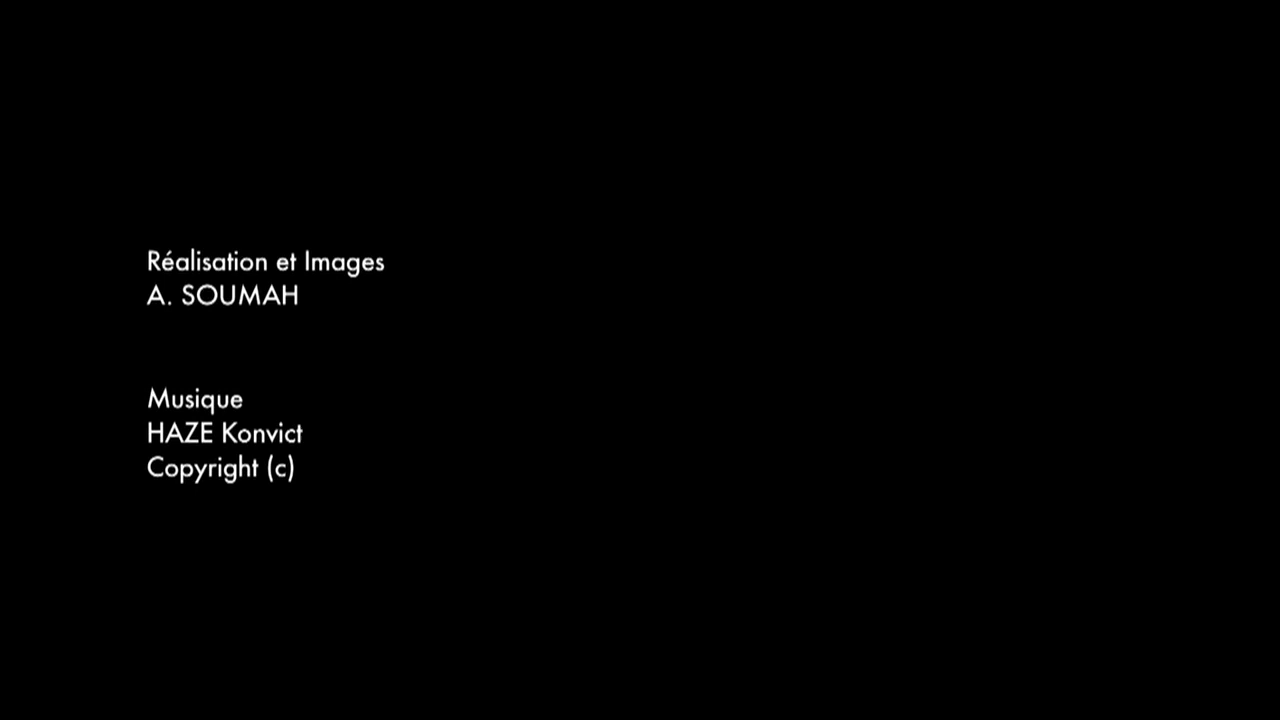 Réalisation et Images
A. SOUMAH
Musique
HAZE Konvict
Copyright (c)